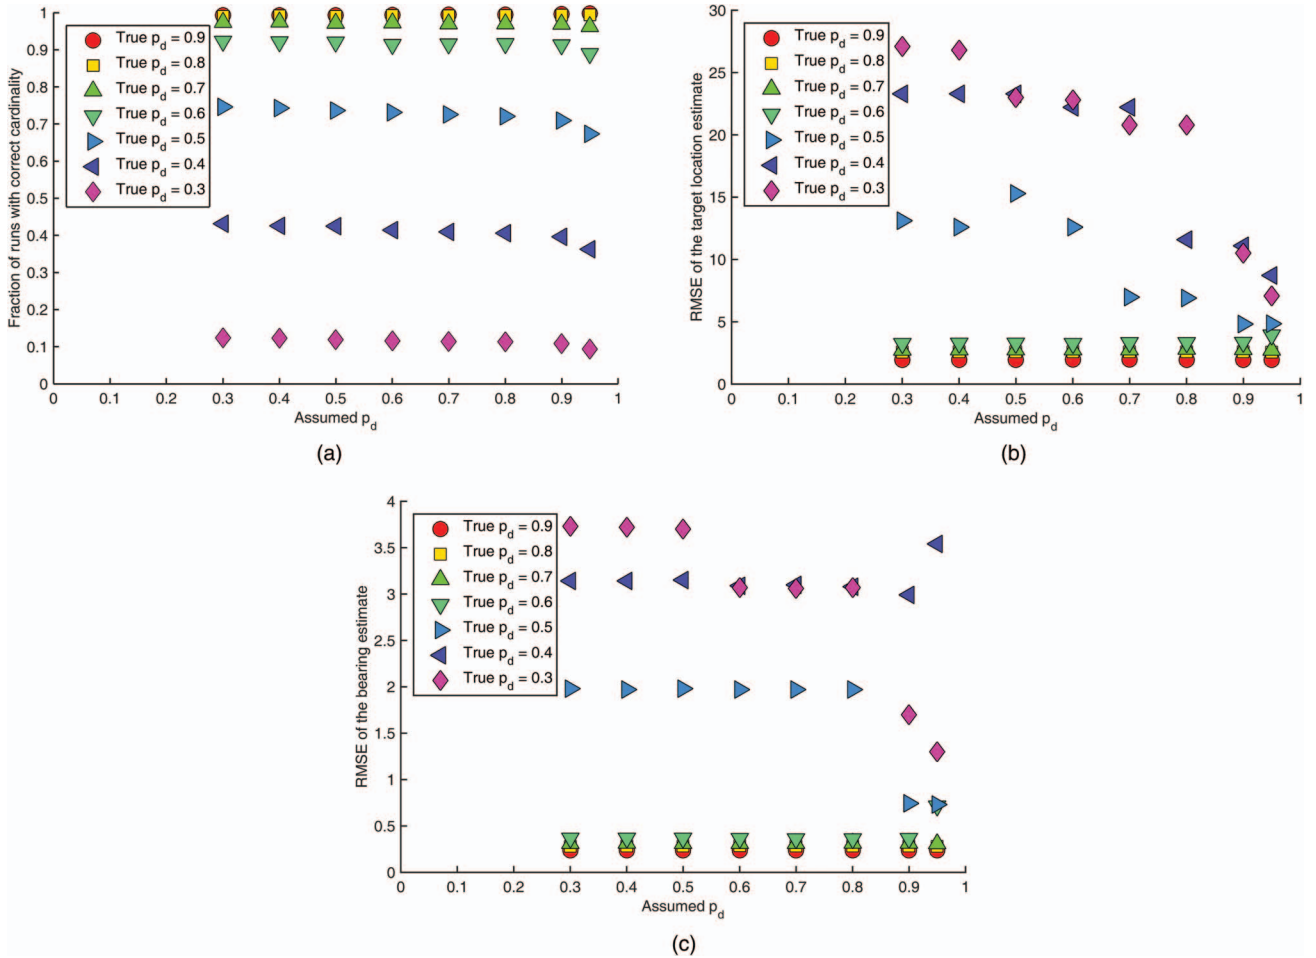 Fraction of runs with correct cardinality
1
0.9
0.8
0.7
0.6
0.5
0.4
0.3
0.2
0.1
0
True p_d = 0.9
True p_d = 0.8
True p_d = 0.7
True p_d = 0.6
True p_d = 0.5
True p_d = 0.4
True p_d = 0.3
0 0.1 0.2 0.3 0.4 0.5 0.6 0.7 0.8 0.9 1
Assumed p_d
(a)
RMSE of the target location estimate
30
25
20
15
10
5
0
True p_d = 0.9
True p_d = 0.8
True p_d = 0.7
True p_d = 0.6
True p_d = 0.5
True p_d = 0.4
True p_d = 0.3
0 0.1 0.2 0.3 0.4 0.5 0.6 0.7 0.8 0.9 1
Assumed p_d
(b)
RMSE of the bearing estimate
4
3.5
3
2.5
2
1.5
1
0.5
0
True p_d = 0.9
True p_d = 0.8
True p_d = 0.7
True p_d = 0.6
True p_d = 0.5
True p_d = 0.4
True p_d = 0.3
0 0.1 0.2 0.3 0.4 0.5 0.6 0.7 0.8 0.9 1
Assumed p_d
(c)